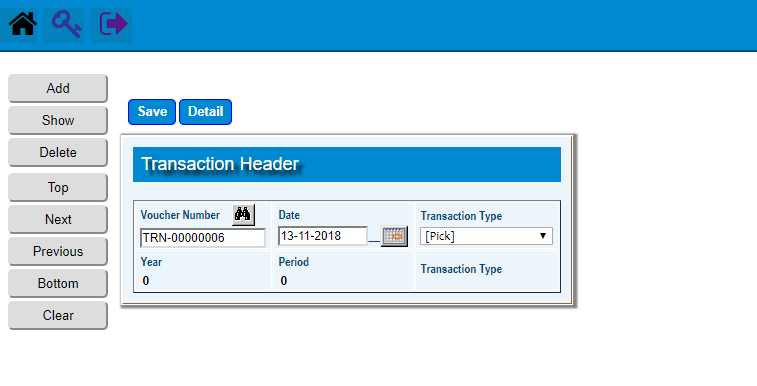 Add
Show
Delete
Top
Next
Previous
Bottom
Clear
Save Detail
Transaction Header
Voucher Number Date Transaction Type
TRN-00000006 13-11-2018 [Pick]
Year Period Transaction Type
0 0